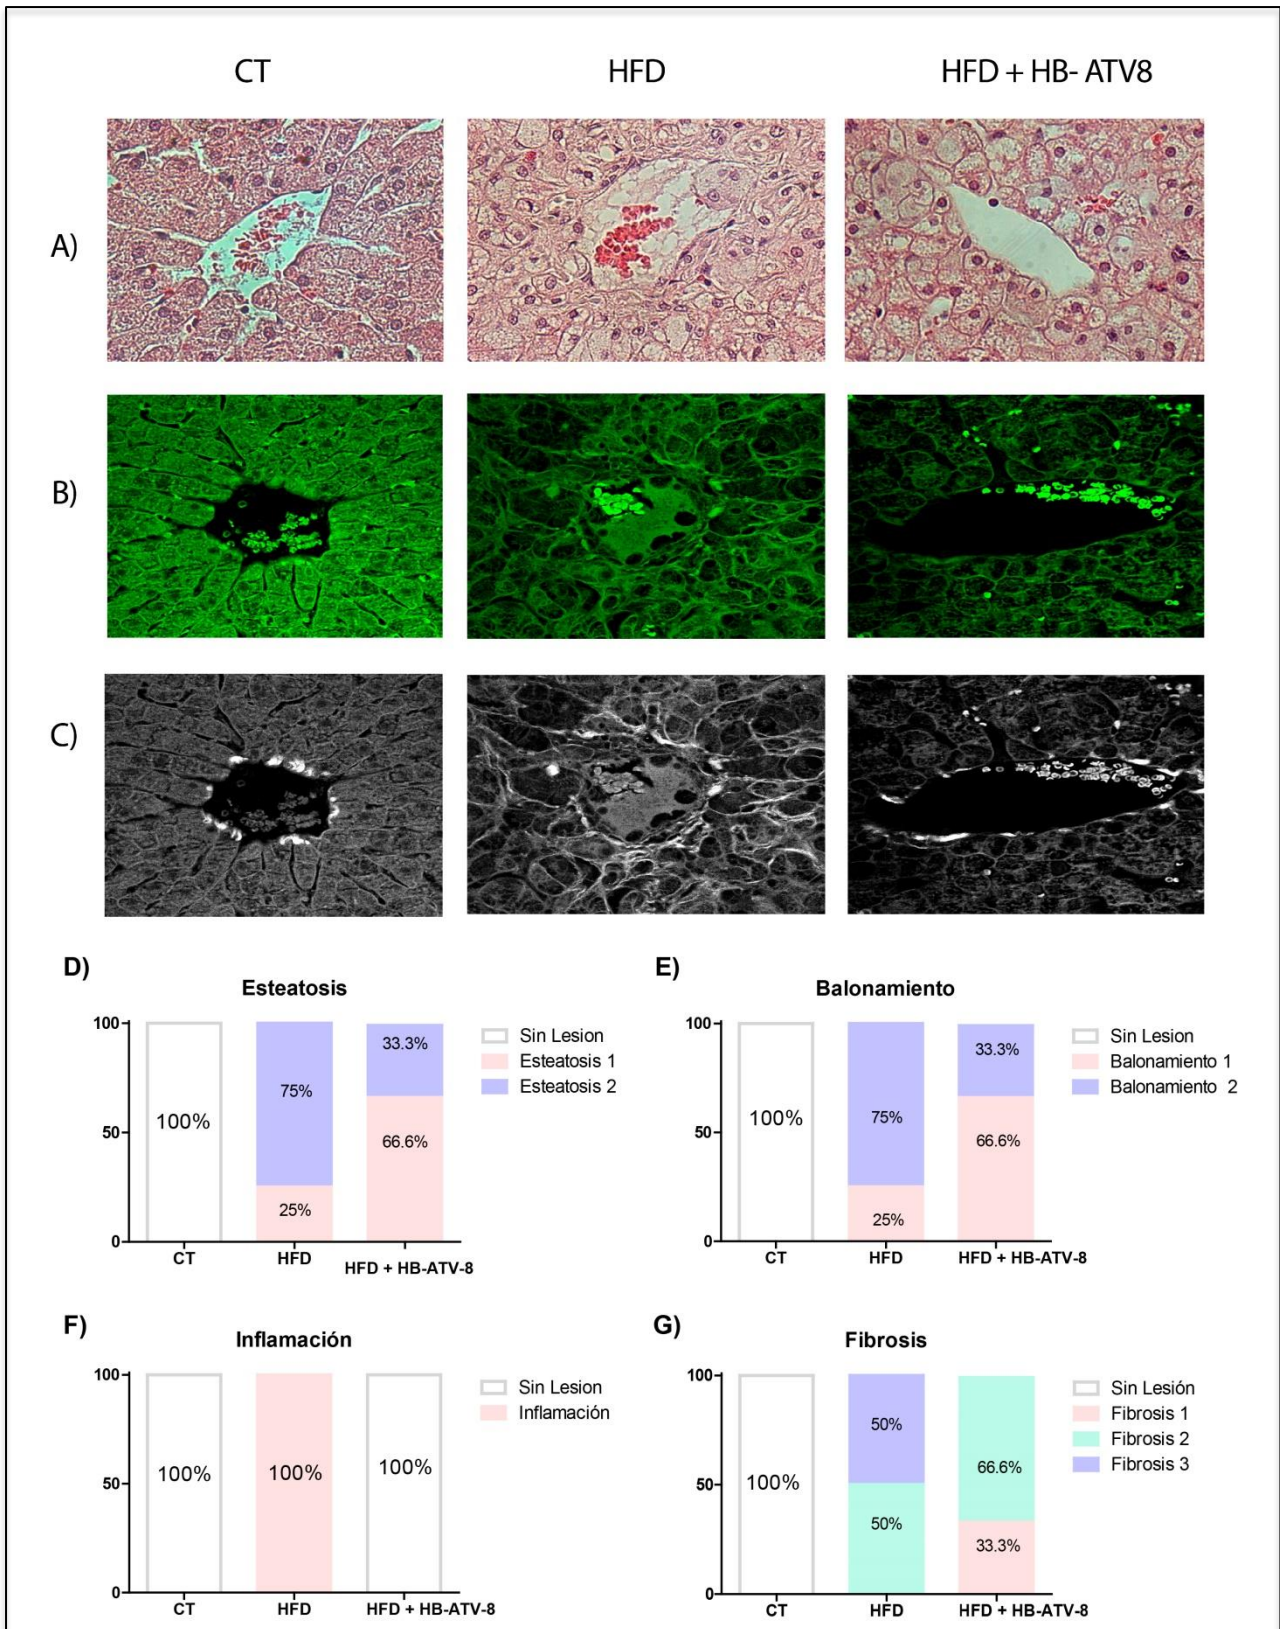 CT HFD HFD + HB- ATV8
A)
B)
C)
D) E)
Esteatosis
100
50
0
100%
75%
25%
33.3%
66.6%
CT HFD HFD + HB-ATV-8
Sin Lesion
Esteatosis 1
Esteatosis 2
Balonamiento
100
50
0
100%
75%
25%
33.3%
66.6%
CT HFD HFD + HB-ATV-8
Sin Lesion
Balonamiento 1
Balonamiento 2
F) G)
Inflamación
100
50
0
100%
100%
100%
CT HFD HFD + HB-ATV-8
Sin Lesion
Inflamación
Fibrosis
100
50
0
100%
50%
50%
66.6%
33.3%
CT HFD HFD + HB-ATV-8
Sin Lesión
Fibrosis 1
Fibrosis 2
Fibrosis 3